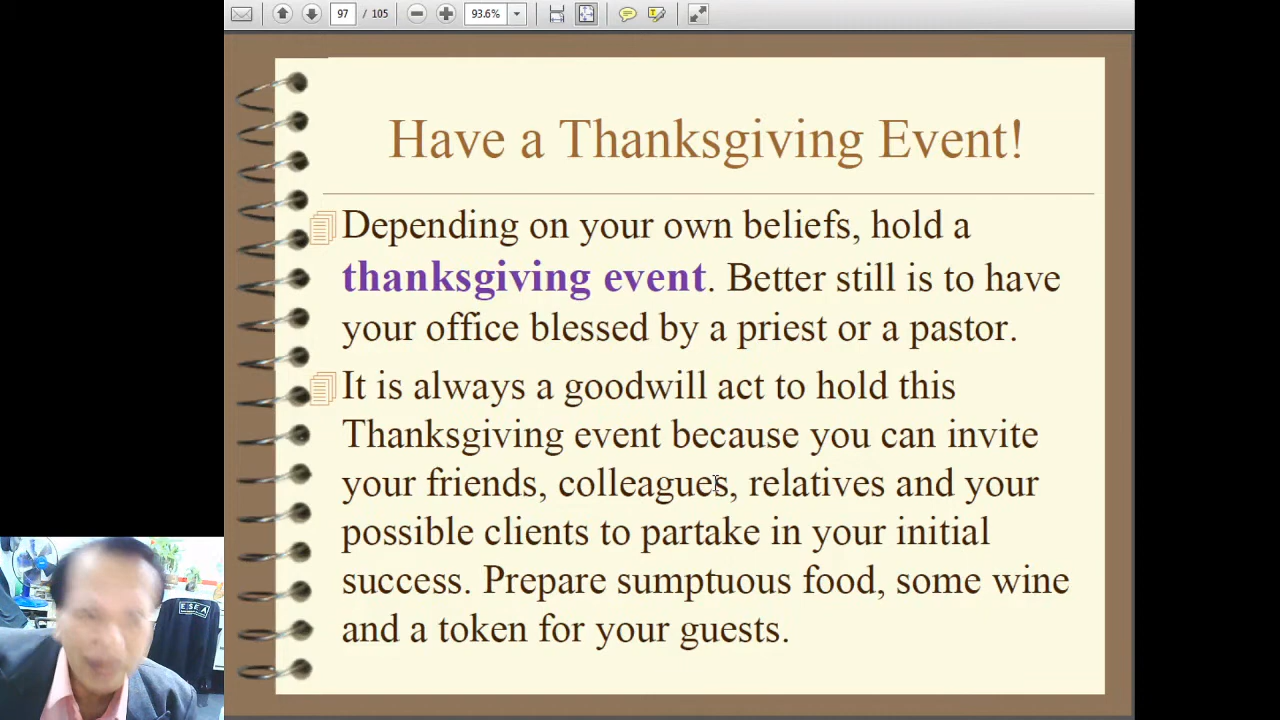 97 / 105 93.6%
Have a Thanksgiving Event!
Depending on your own beliefs, hold a
thanksgiving event. Better still is to have
your office blessed by a priest or a pastor.
It is always a goodwill act to hold this
Thanksgiving event because you can invite
your friends, colleagues, relatives and your
possible clients to partake in your initial
success. Prepare sumptuous food, some wine
and a token for your guests.
ESEA